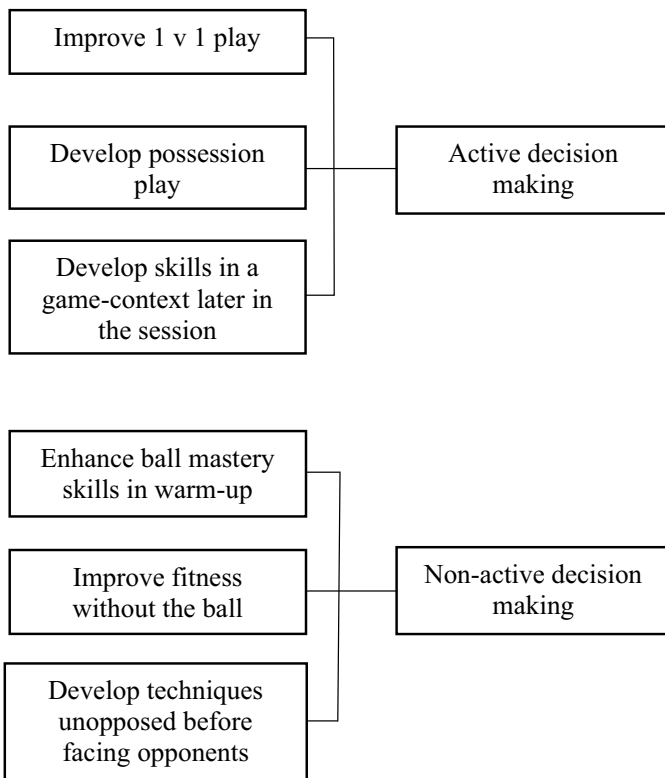 Improve 1 v 1 play
Develop possession
play
Active decision
making
Develop skills in a
game-context later in
the session
Enhance ball mastery
skills in warm-up
Improve fitness
without the ball
Non-active decision
making
Develop techniques
unopposed before
facing opponents